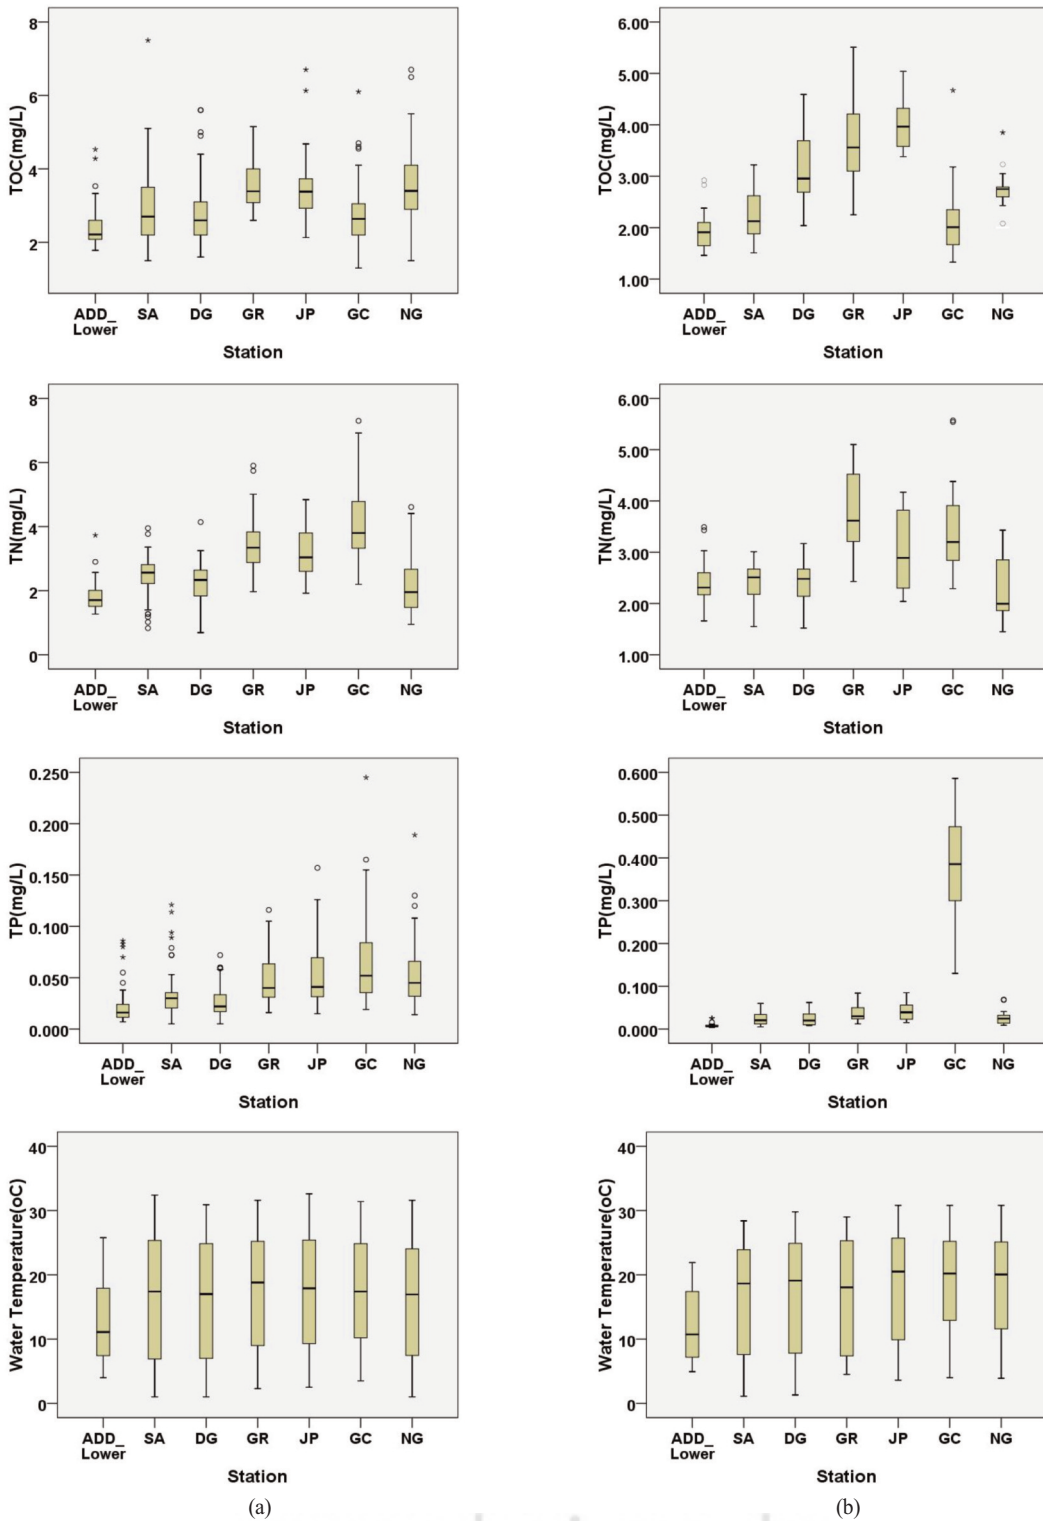 8
6
4
2
TOC(mg/L)
ADD_
Lower
SA
DG
GR
JP
GC
NG
Station
6.00
5.00
4.00
3.00
2.00
1.00
TOC(mg/L)
ADD_
Lower
SA
DG
GR
JP
GC
NG
Station
8
6
4
2
0
TN(mg/L)
ADD_
Lower
SA
DG
GR
JP
GC
NG
Station
6.00
5.00
4.00
3.00
2.00
1.00
TN(mg/L)
ADD_
Lower
SA
DG
GR
JP
GC
NG
Station
0.250
0.200
0.150
0.100
0.050
0.000
TP(mg/L)
ADD_
Lower
SA
DG
GR
JP
GC
NG
Station
0.600
0.500
0.400
0.300
0.200
0.100
0.000
TP(mg/L)
ADD_
Lower
SA
DG
GR
JP
GC
NG
Station
40
30
20
10
0
Water Temperature(oC)
ADD_
Lower
SA
DG
GR
JP
GC
NG
Station
(a)
40
30
20
10
0
Water Temperature(oC)
ADD_
Lower
SA
DG
GR
JP
GC
NG
Station
(b)